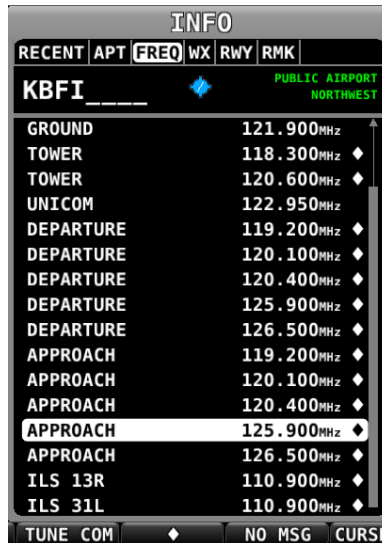 INFO
RECENT APT FREQ WX RWY RMK
KBFI____ PUBLIC AIRPORT
NORTHWEST
GROUND 121.900MHz
TOWER 118.300MHz ♦
TOWER 120.600MHz ♦
UNICOM 122.950MHz
DEPARTURE 119.200MHz ♦
DEPARTURE 120.100MHz ♦
DEPARTURE 120.400MHz ♦
DEPARTURE 125.900MHz ♦
DEPARTURE 126.500MHz ♦
APPROACH 119.200MHz ♦
APPROACH 120.100MHz ♦
APPROACH 120.400MHz ♦
APPROACH 125.900MHz ♦
APPROACH 126.500MHz ♦
ILS 13R 110.900MHz ♦
ILS 31L 110.900MHz ♦
TUNE COM ♦ NO MSG CURS